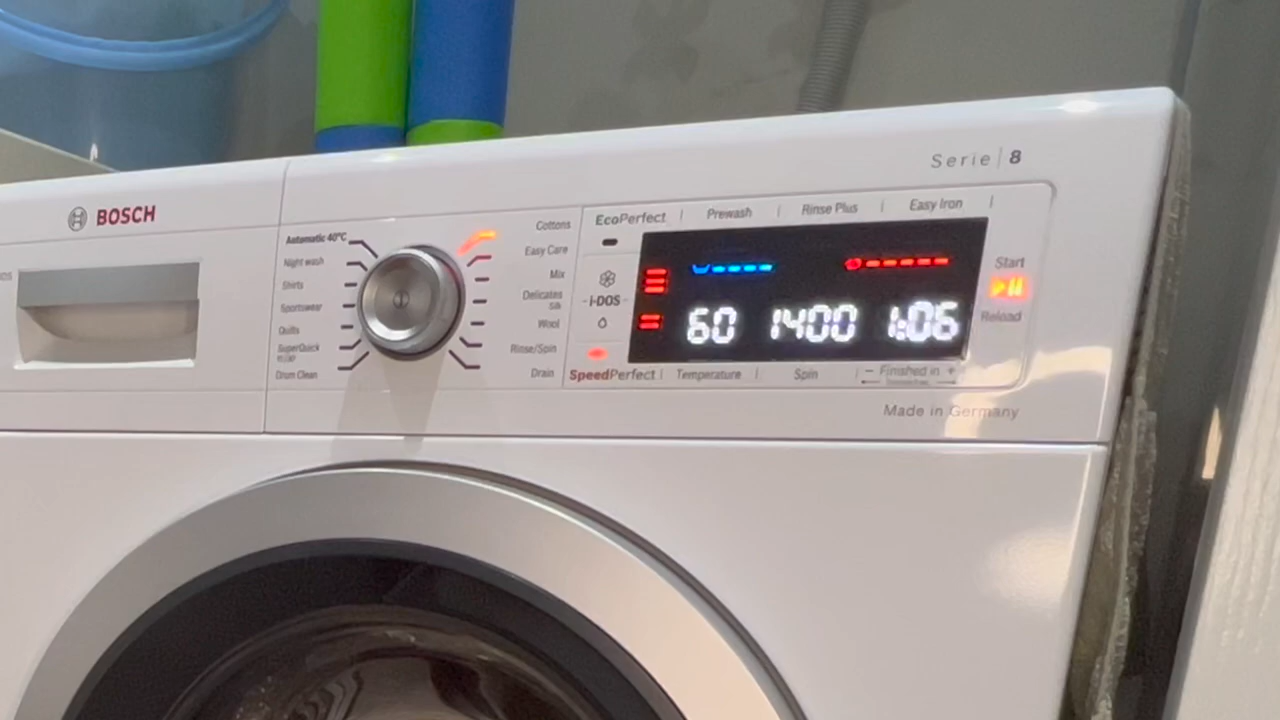 Serie | 8
BOSCH
Automatic 40°C
Night wash
Shirts
Sportswear
Quilts
SuperQuick
Drum Clean
Cottons
Easy Care
Mix
Delicates
Silk
Wool
Rinse/Spin
Drain
EcoPerfect | Prewash | Rinse Plus | Easy Iron |
i-DOS
60 1400 1:06
Start
Reload
SpeedPerfect | Temperature | Spin | − Finished in +
Made in Germany